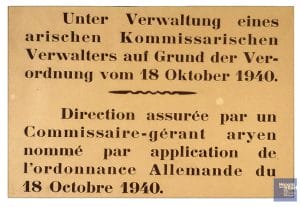 Unter Verwaltung eines
arischen Kommissarischen
Verwalters auf Grund der Ver-
ordnung vom 18 Oktober 1940.
Direction assurée par un
Commissaire-gérant aryen
nommé par application de
l'ordonnance Allemande du
18 Octobre 1940.